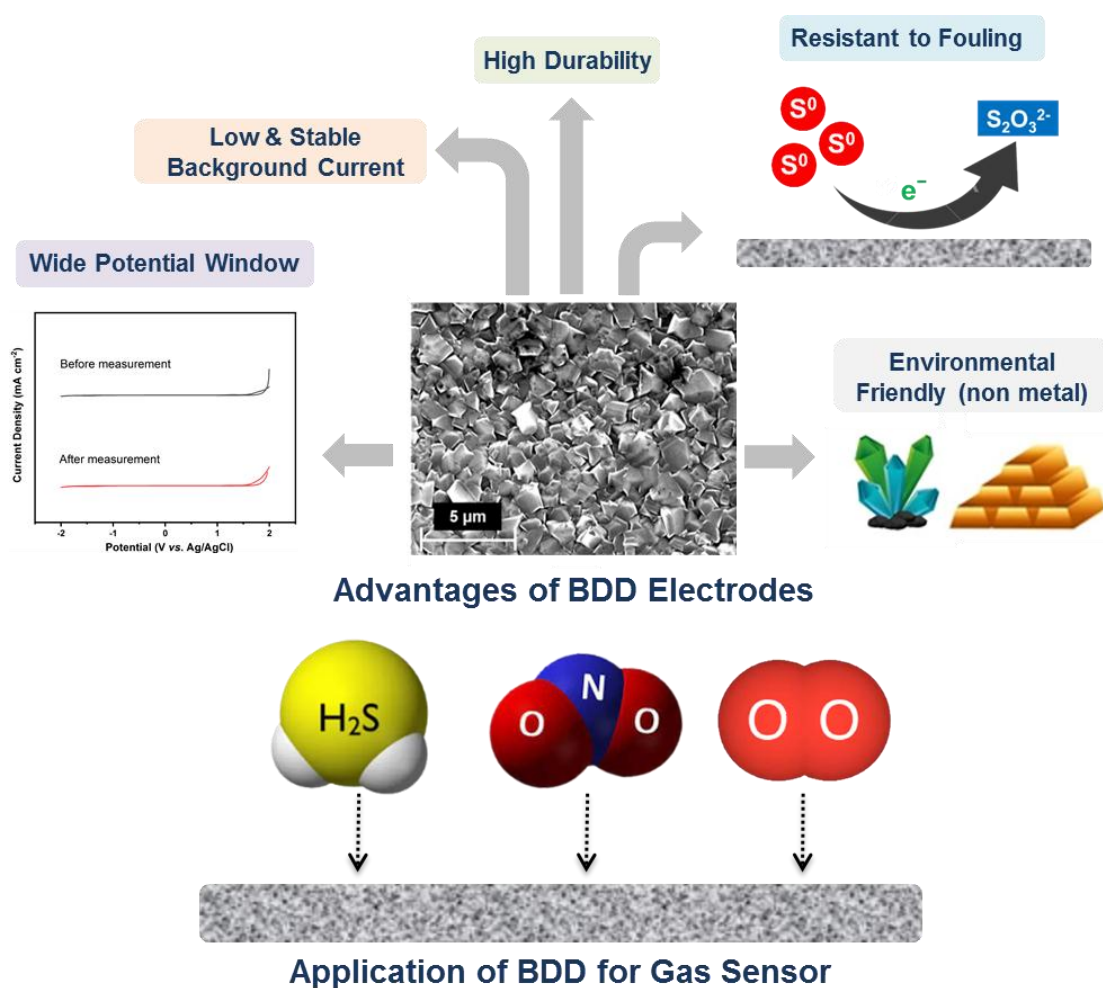 High Durability
Resistant to Fouling
S⁰
S⁰
S⁰
S₂O₃²⁻
e⁻
Low & Stable
Background Current
Wide Potential Window
Current Density (mA cm⁻²)
Before measurement
After measurement
-2 -1 0 1 2
Potential (V vs. Ag/AgCl)
5 µm
Environmental
Friendly (non metal)
Advantages of BDD Electrodes
H₂S
O N O
O O
Application of BDD for Gas Sensor